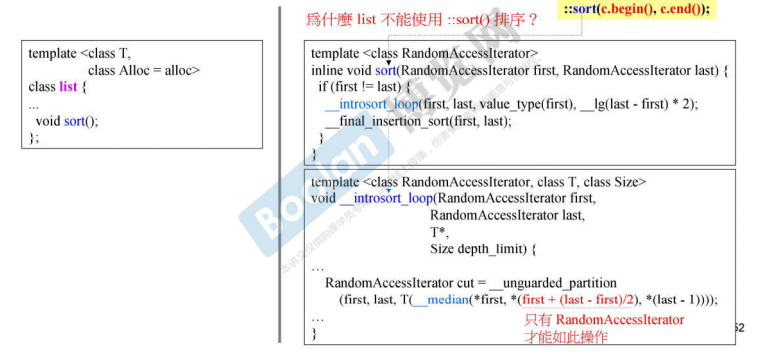 爲什麼 list 不能使用 ::sort() 排序？
::sort(c.begin(), c.end());
template <class T,
class Alloc = alloc>
class list {
...
void sort();
};
template <class RandomAccessIterator>
inline void sort(RandomAccessIterator first, RandomAccessIterator last) {
if (first != last) {
__introsort_loop(first, last, value_type(first), __lg(last - first) * 2);
__final_insertion_sort(first, last);
}
}
template <class RandomAccessIterator, class T, class Size>
void __introsort_loop(RandomAccessIterator first,
RandomAccessIterator last,
T*,
Size depth_limit) {
...
RandomAccessIterator cut = __unguarded_partition
(first, last, T(__median(*first, *(first + (last - first)/2), *(last - 1))));
...
}
只有 RandomAccessIterator
才能如此操作
Boolan
博览网
52